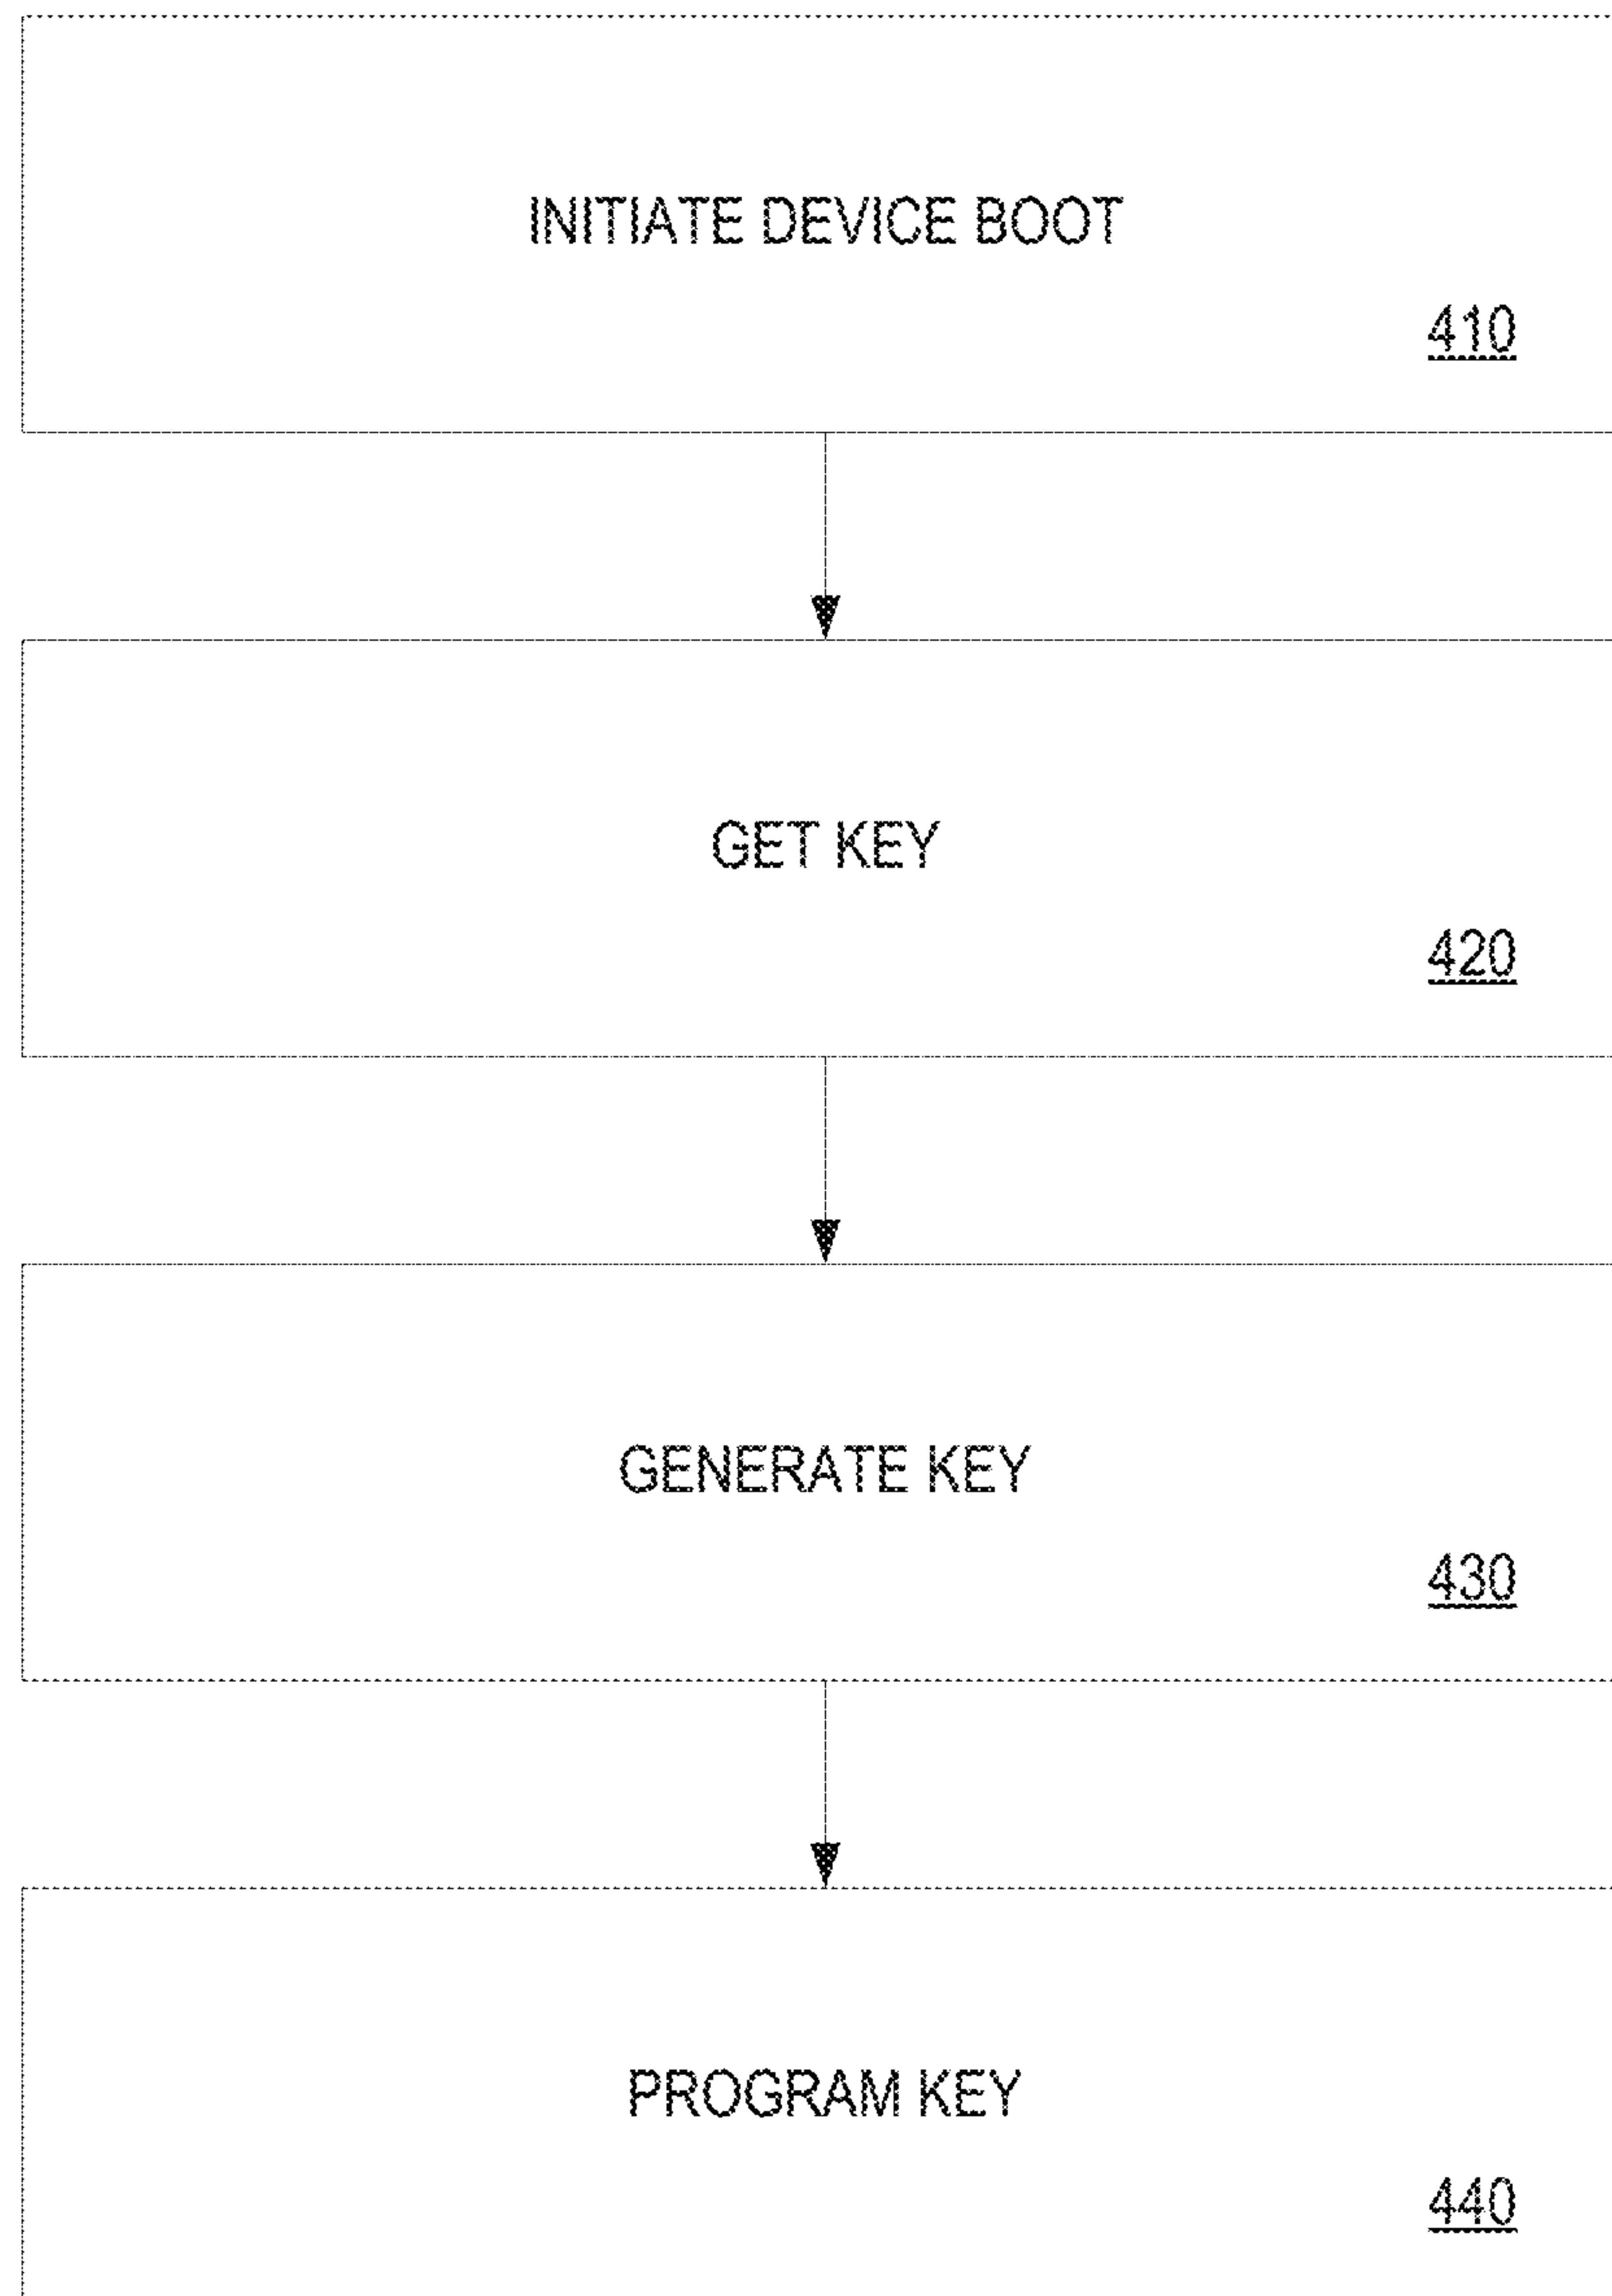 INITIATE DEVICE BOOT
410
GET KEY
420
GENERATE KEY
430
PROGRAM KEY
440